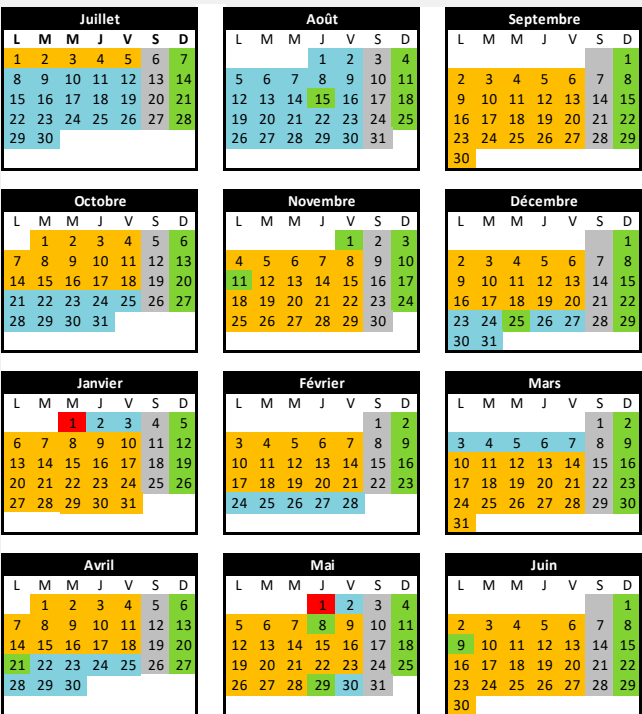 Juillet
L M M J V S D
1 2 3 4 5 6 7
8 9 10 11 12 13 14
15 16 17 18 19 20 21
22 23 24 25 26 27 28
29 30
Août
L M M J V S D
1 2 3 4
5 6 7 8 9 10 11
12 13 14 15 16 17 18
19 20 21 22 23 24 25
26 27 28 29 30 31
Septembre
L M M J V S D
1
2 3 4 5 6 7 8
9 10 11 12 13 14 15
16 17 18 19 20 21 22
23 24 25 26 27 28 29
30
Octobre
L M M J V S D
1 2 3 4 5 6
7 8 9 10 11 12 13
14 15 16 17 18 19 20
21 22 23 24 25 26 27
28 29 30 31
Novembre
L M M J V S D
1 2 3
4 5 6 7 8 9 10
11 12 13 14 15 16 17
18 19 20 21 22 23 24
25 26 27 28 29 30
Décembre
L M M J V S D
1
2 3 4 5 6 7 8
9 10 11 12 13 14 15
16 17 18 19 20 21 22
23 24 25 26 27 28 29
30 31
Janvier
L M M J V S D
1 2 3 4 5
6 7 8 9 10 11 12
13 14 15 16 17 18 19
20 21 22 23 24 25 26
27 28 29 30 31
Février
L M M J V S D
1 2
3 4 5 6 7 8 9
10 11 12 13 14 15 16
17 18 19 20 21 22 23
24 25 26 27 28
Mars
L M M J V S D
1 2
3 4 5 6 7 8 9
10 11 12 13 14 15 16
17 18 19 20 21 22 23
24 25 26 27 28 29 30
31
Avril
L M M J V S D
1 2 3 4 5 6
7 8 9 10 11 12 13
14 15 16 17 18 19 20
21 22 23 24 25 26 27
28 29 30
Mai
L M M J V S D
1 2 3 4
5 6 7 8 9 10 11
12 13 14 15 16 17 18
19 20 21 22 23 24 25
26 27 28 29 30 31
Juin
L M M J V S D
1
2 3 4 5 6 7 8
9 10 11 12 13 14 15
16 17 18 19 20 21 22
23 24 25 26 27 28 29
30